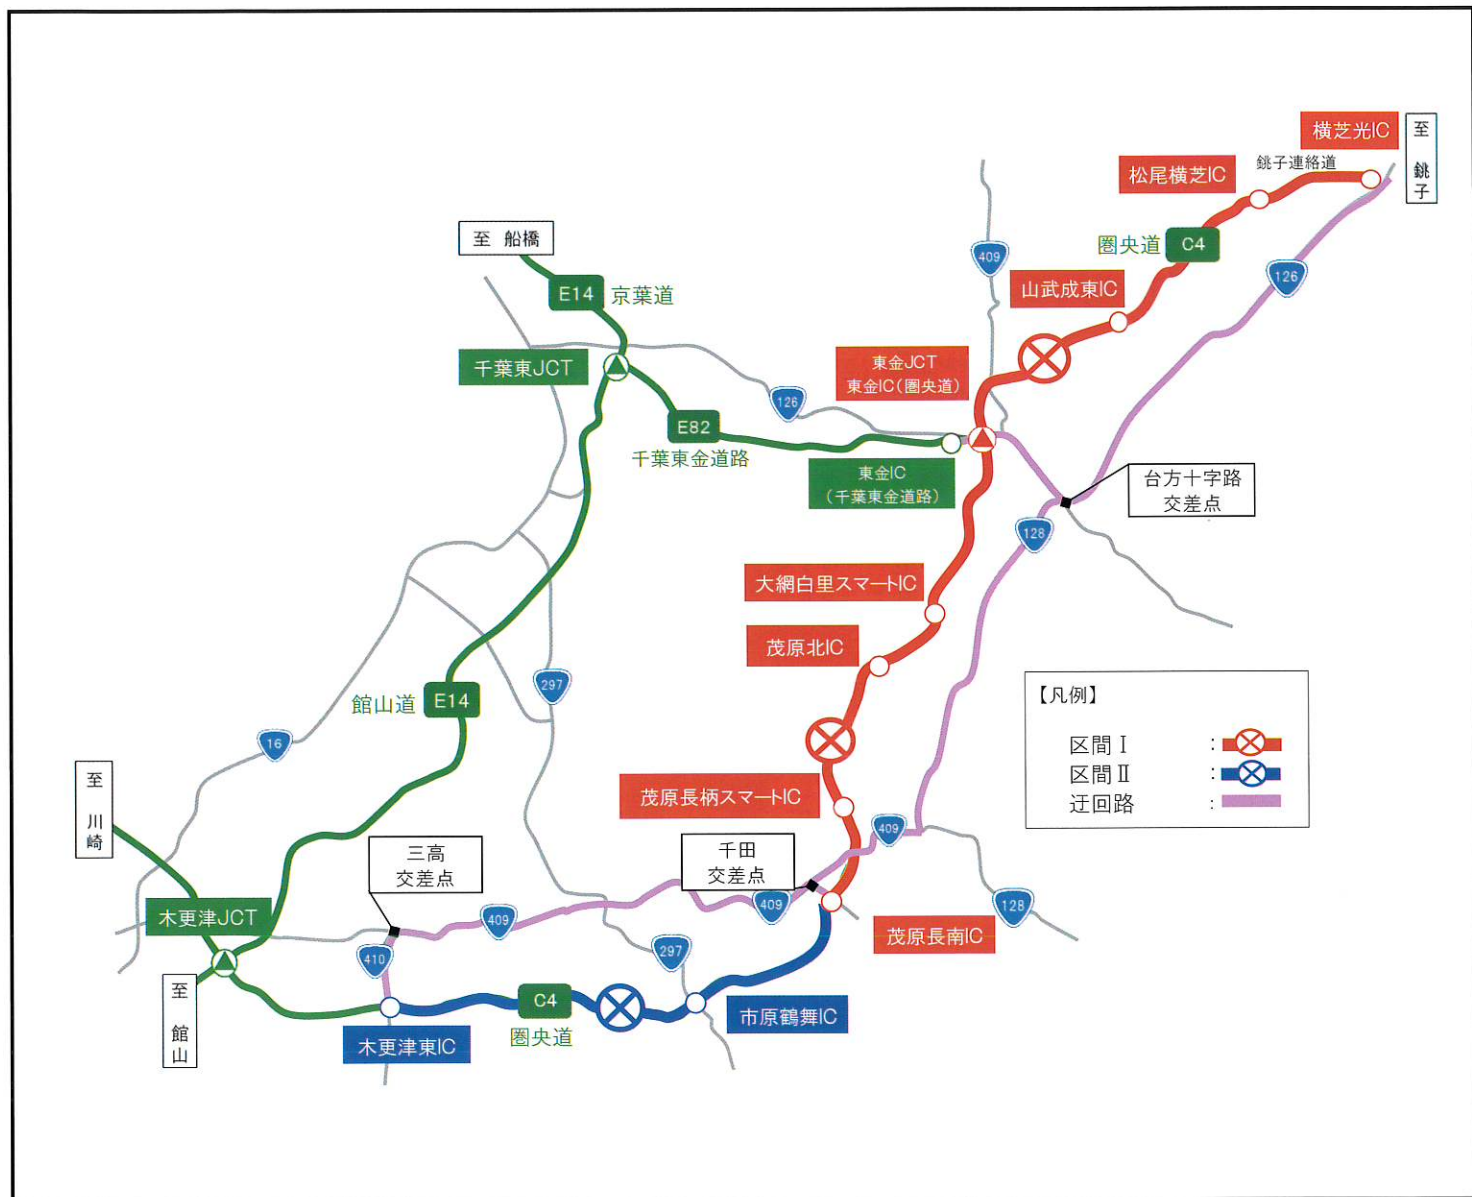 横芝光IC
至 銚子
松尾横芝IC
銚子連絡道
至 船橋
圏央道
C4
409
126
山武成東IC
E14
京葉道
千葉東JCT
東金JCT
東金IC(圏央道)
126
E82
千葉東金道路
東金IC
(千葉東金道路)
台方十字路
交差点
128
大網白里スマートIC
茂原北IC
297
館山道
E14
16
【凡例】
区間Ⅰ :
区間Ⅱ :
迂回路 :
至 川崎
茂原長柄スマートIC
409
三高
交差点
千田
交差点
木更津JCT
409
409
128
茂原長南IC
410
297
至 館山
C4
圏央道
市原鶴舞IC
木更津東IC